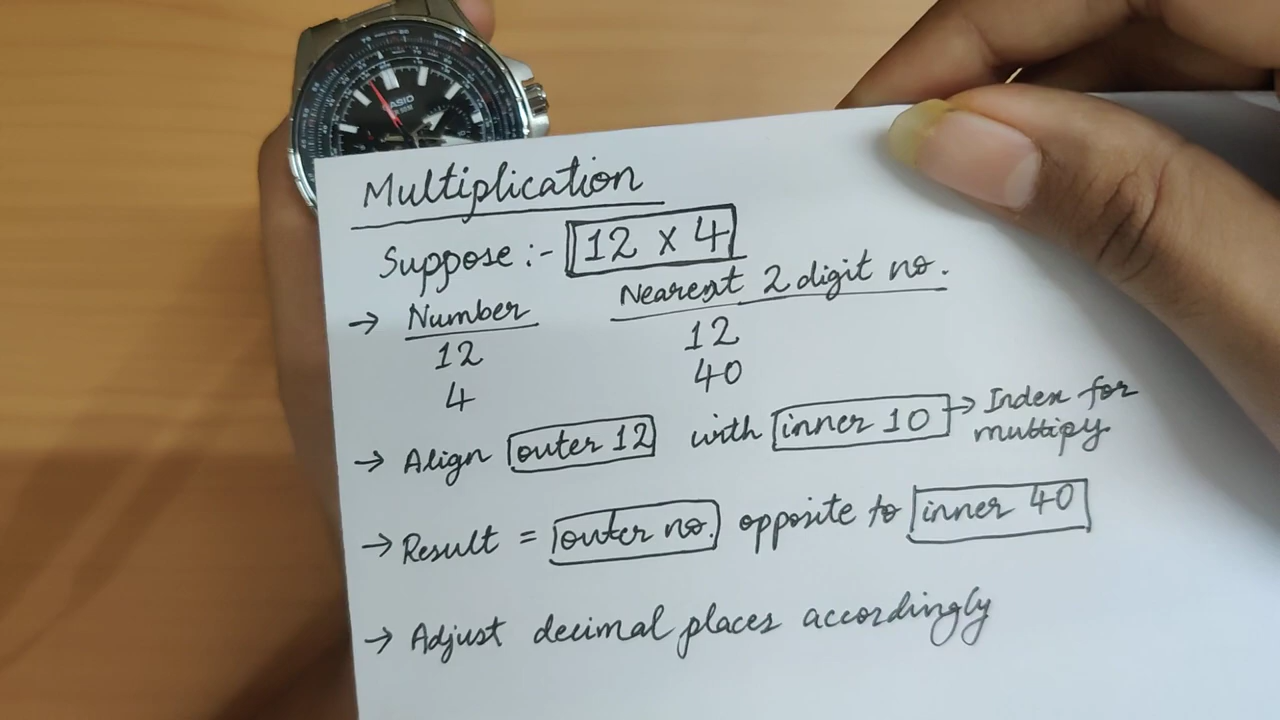 CASIO
Multiplication
Suppose :- 12 x 4
→ Number Nearest 2 digit no.
12 12
4 40
→ Align outer 12 with inner 10 → Index for
multipy
→ Result = outer no. opposite to inner 40
→ Adjust decimal places accordingly